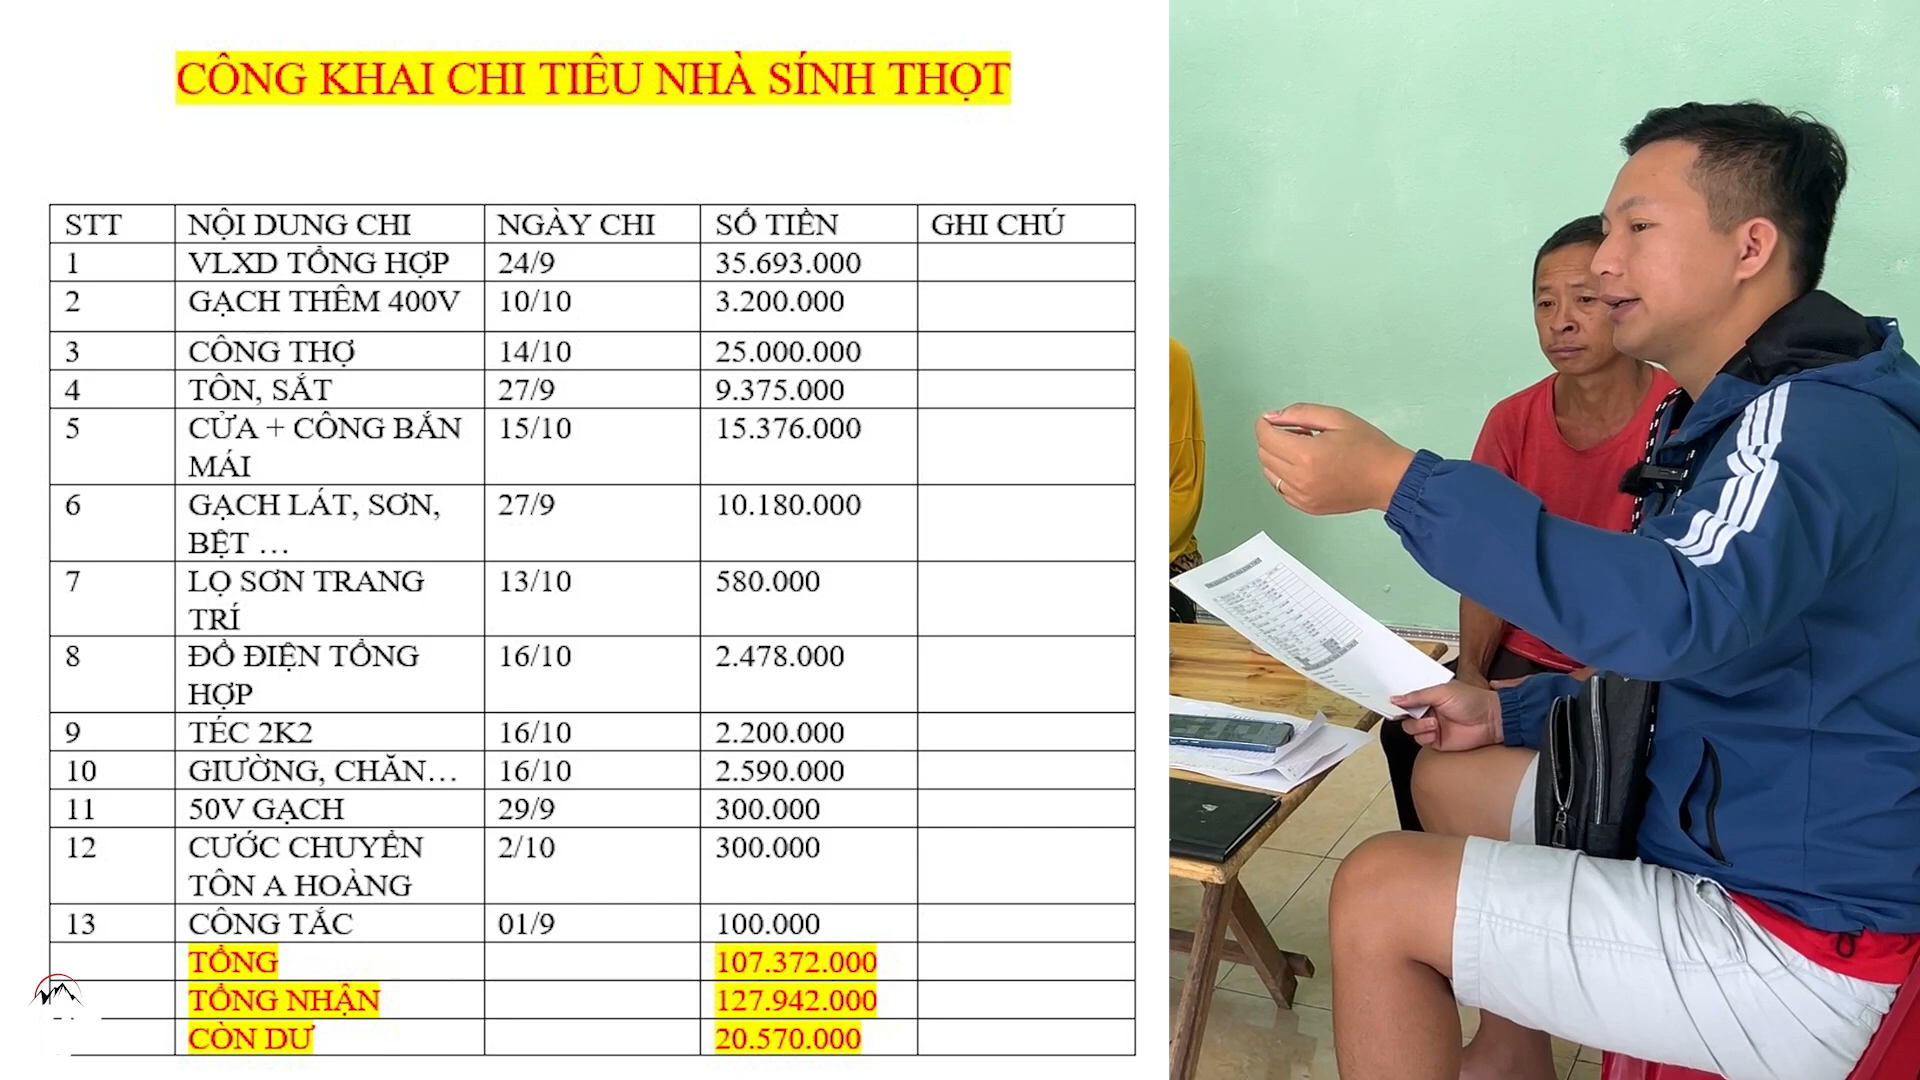 CÔNG KHAI CHI TIÊU NHÀ SÍNH THỌT
STT NỘI DUNG CHI NGÀY CHI SỐ TIỀN GHI CHÚ
1 VLXD TỔNG HỢP 24/9 35.693.000
2 GẠCH THÊM 400V 10/10 3.200.000
3 CÔNG THỢ 14/10 25.000.000
4 TÔN, SẮT 27/9 9.375.000
5 CỬA + CÔNG BẮN 15/10 15.376.000
MÁI
6 GẠCH LÁT, SƠN, 27/9 10.180.000
BỆT …
7 LỌ SƠN TRANG 13/10 580.000
TRÍ
8 ĐỒ ĐIỆN TỔNG 16/10 2.478.000
HỢP
9 TÉC 2K2 16/10 2.200.000
10 GIƯỜNG, CHĂN… 16/10 2.590.000
11 50V GẠCH 29/9 300.000
12 CƯỚC CHUYỂN 2/10 300.000
TÔN A HOÀNG
13 CÔNG TẮC 01/9 100.000
TỔNG 107.372.000
TỔNG NHẬN 127.942.000
CÒN DƯ 20.570.000